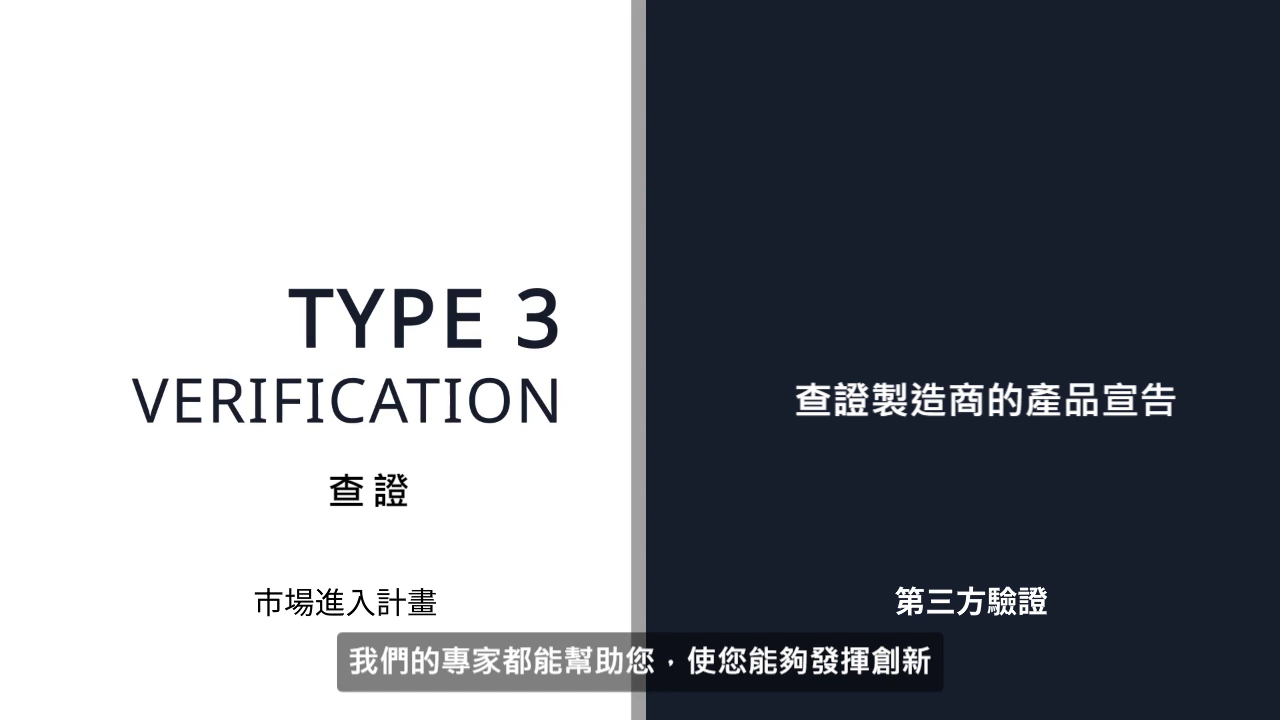 TYPE 3
VERIFICATION
查證
市場進入計畫
查證製造商的產品宣告
第三方驗證
我們的專家都能幫助您，使您能夠發揮創新